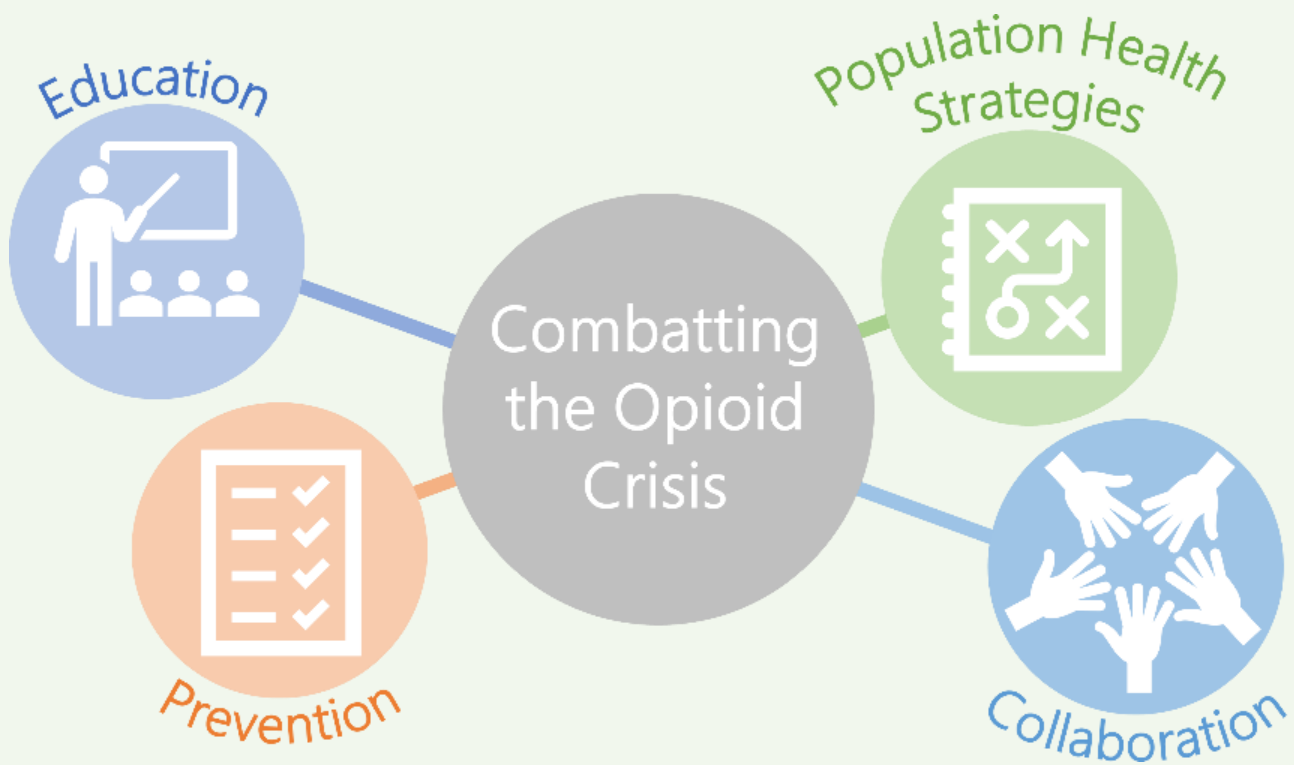 Education
Population Health
Strategies
Combatting
the Opioid
Crisis
Prevention
Collaboration